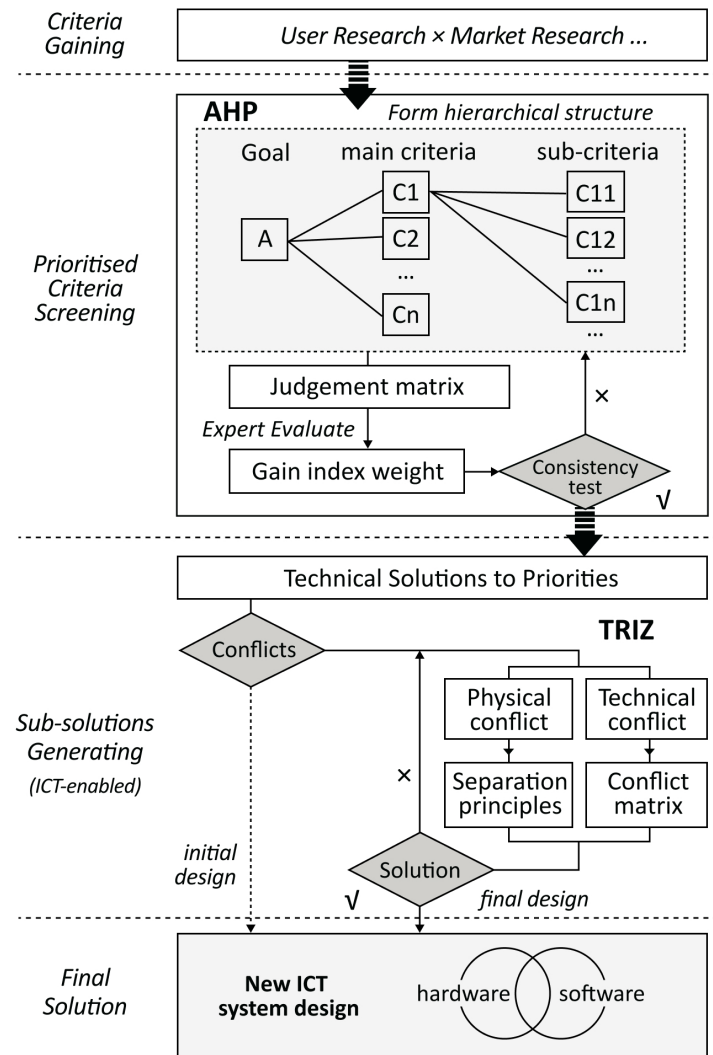 Criteria
Gaining
User Research × Market Research ...
AHP
Form hierarchical structure
Goal
main criteria
sub-criteria
A
C1
C2
...
Cn
C11
C12
...
C1n
...
Prioritised
Criteria
Screening
Judgement matrix
Expert Evaluate
Gain index weight
Consistency
test
×
√
Technical Solutions to Priorities
TRIZ
Conflicts
Physical
conflict
Technical
conflict
Separation
principles
Conflict
matrix
Sub-solutions
Generating
(ICT-enabled)
×
initial
design
Solution
√
final design
Final
Solution
New ICT
system design
hardware
software